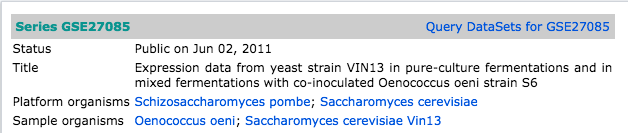 Series GSE27085 Query DataSets for GSE27085
Status Public on Jun 02, 2011
Title Expression data from yeast strain VIN13 in pure-culture fermentations and in
mixed fermentations with co-inoculated Oenococcus oeni strain S6
Platform organisms Schizosaccharomyces pombe; Saccharomyces cerevisiae
Sample organisms Oenococcus oeni; Saccharomyces cerevisiae Vin13